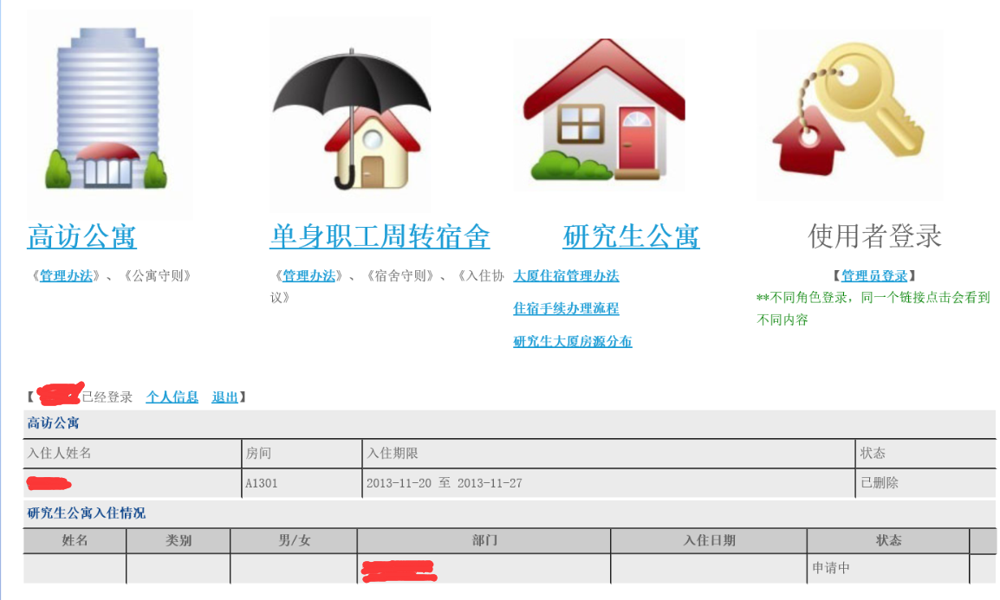 高访公寓
单身职工周转宿舍
研究生公寓
使用者登录
《管理办法》、《公寓守则》
《管理办法》、《宿舍守则》、《入住协
议》
大厦住宿管理办法
住宿手续办理流程
研究生大厦房源分布
【管理员登录】
**不同角色登录，同一个链接点击会看到
不同内容
【 已经登录 个人信息 退出】
高访公寓
入住人姓名 房间 入住期限 状态
A1301 2013-11-20 至 2013-11-27 已删除
研究生公寓入住情况
姓名 类别 男/女 部门 入住日期 状态
申请中